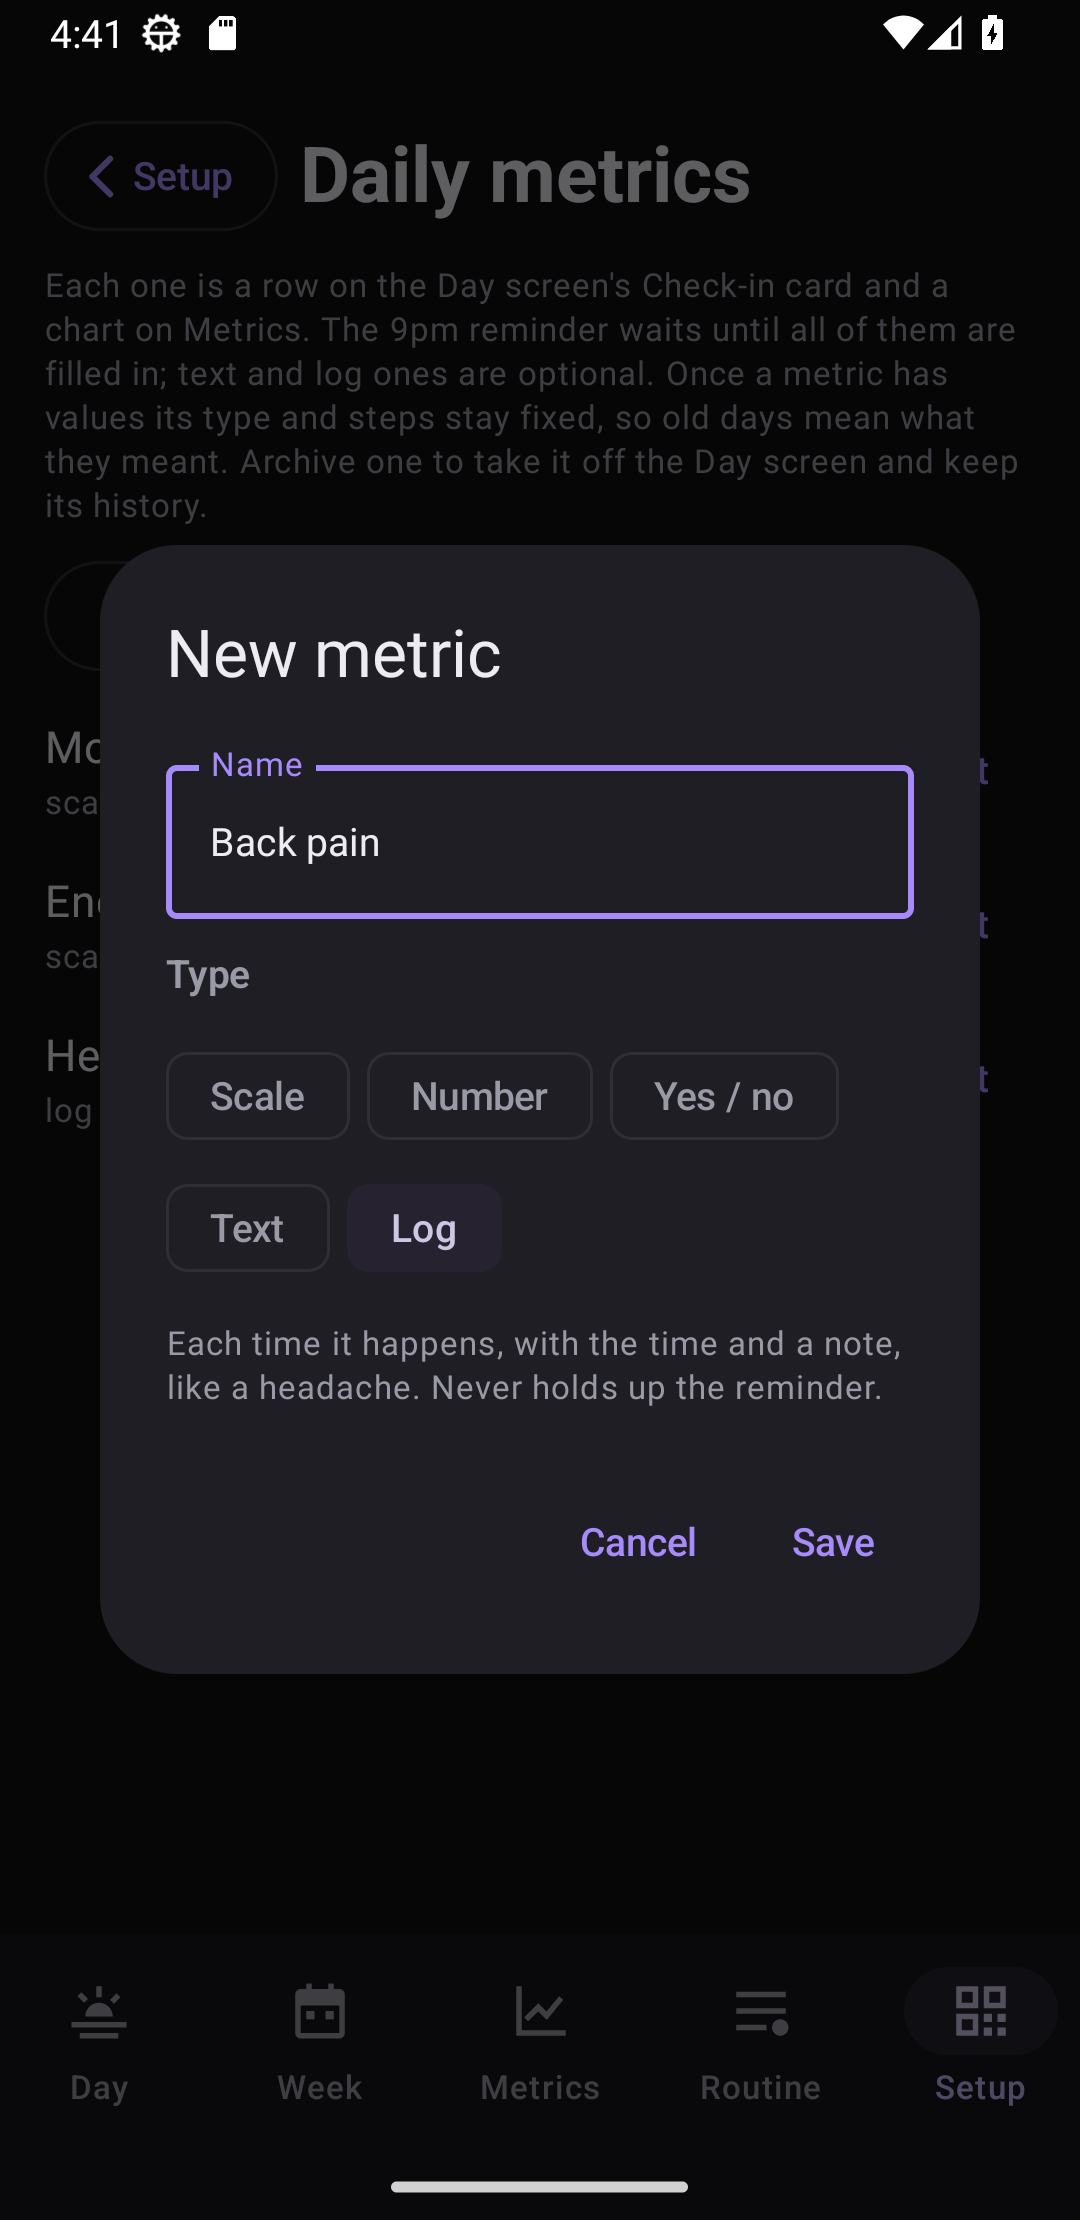 4:41
Setup
Daily metrics
Each one is a row on the Day screen's Check-in card and a
chart on Metrics. The 9pm reminder waits until all of them are
filled in; text and log ones are optional. Once a metric has
values its type and steps stay fixed, so old days mean what
they meant. Archive one to take it off the Day screen and keep
its history.
New metric
Name
Back pain
Type
Scale
Number
Yes / no
Text
Log
Each time it happens, with the time and a note,
like a headache. Never holds up the reminder.
Cancel
Save
log
Day
Week
Metrics
Routine
Setup